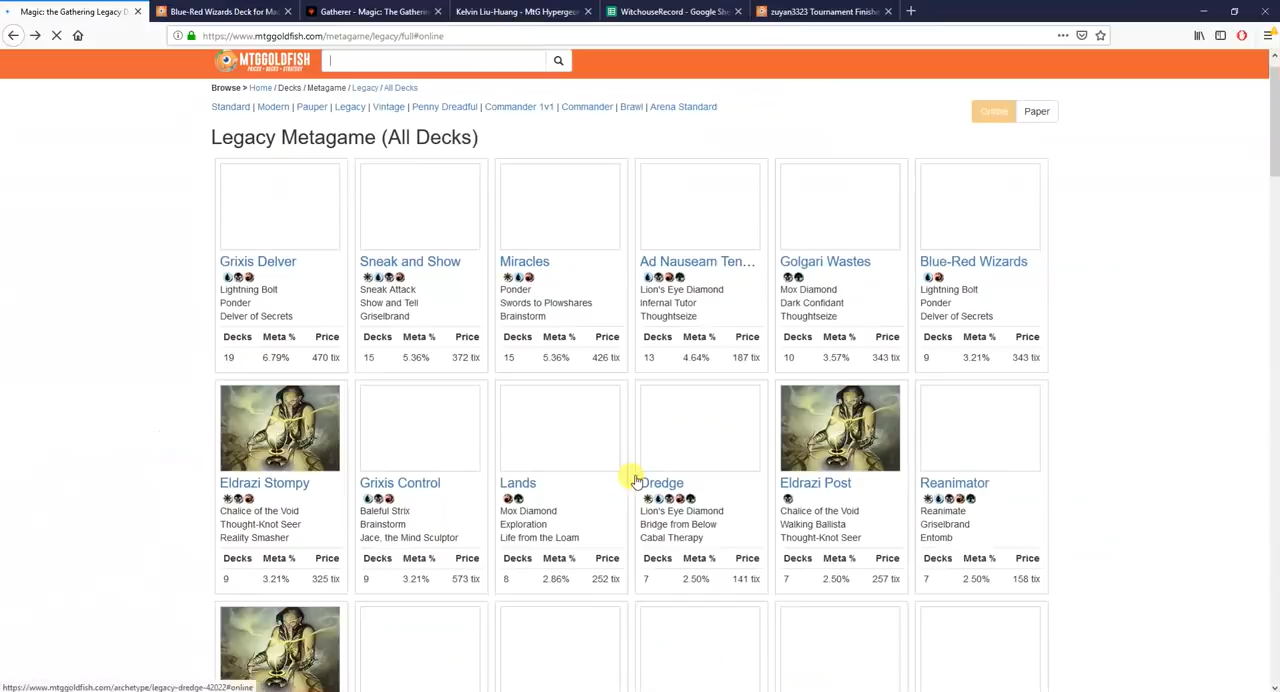 Magic: the Gathering Legacy D
Blue-Red Wizards Deck for Ma
Gatherer - Magic: The Gatherin
Kelvin Liu-Huang - MtG Hypergeo
WitchouseRecord - Google She
zuyan3323 Tournament Finishe
https://www.mtggoldfish.com/metagame/legacy/full#online
MTGGOLDFISH
PRICES • DECKS • STRATEGY
Browse > Home / Decks / Metagame / Legacy / All Decks
Standard | Modern | Pauper | Legacy | Vintage | Penny Dreadful | Commander 1v1 | Commander | Brawl | Arena Standard
Online Paper
Legacy Metagame (All Decks)
Grixis Delver
Lightning Bolt
Ponder
Delver of Secrets
Decks Meta % Price
19 6.79% 470 tix
Sneak and Show
Sneak Attack
Show and Tell
Griselbrand
Decks Meta % Price
15 5.36% 372 tix
Miracles
Ponder
Swords to Plowshares
Brainstorm
Decks Meta % Price
15 5.36% 426 tix
Ad Nauseam Ten...
Lion's Eye Diamond
Infernal Tutor
Thoughtseize
Decks Meta % Price
13 4.64% 187 tix
Golgari Wastes
Mox Diamond
Dark Confidant
Thoughtseize
Decks Meta % Price
10 3.57% 343 tix
Blue-Red Wizards
Lightning Bolt
Ponder
Delver of Secrets
Decks Meta % Price
9 3.21% 343 tix
Eldrazi Stompy
Chalice of the Void
Thought-Knot Seer
Reality Smasher
Decks Meta % Price
9 3.21% 325 tix
Grixis Control
Baleful Strix
Brainstorm
Jace, the Mind Sculptor
Decks Meta % Price
9 3.21% 573 tix
Lands
Mox Diamond
Exploration
Life from the Loam
Decks Meta % Price
8 2.86% 252 tix
Dredge
Lion's Eye Diamond
Bridge from Below
Cabal Therapy
Decks Meta % Price
7 2.50% 141 tix
Eldrazi Post
Chalice of the Void
Walking Ballista
Thought-Knot Seer
Decks Meta % Price
7 2.50% 257 tix
Reanimator
Reanimate
Griselbrand
Entomb
Decks Meta % Price
7 2.50% 158 tix
https://www.mtggoldfish.com/archetype/legacy-dredge-42022#online